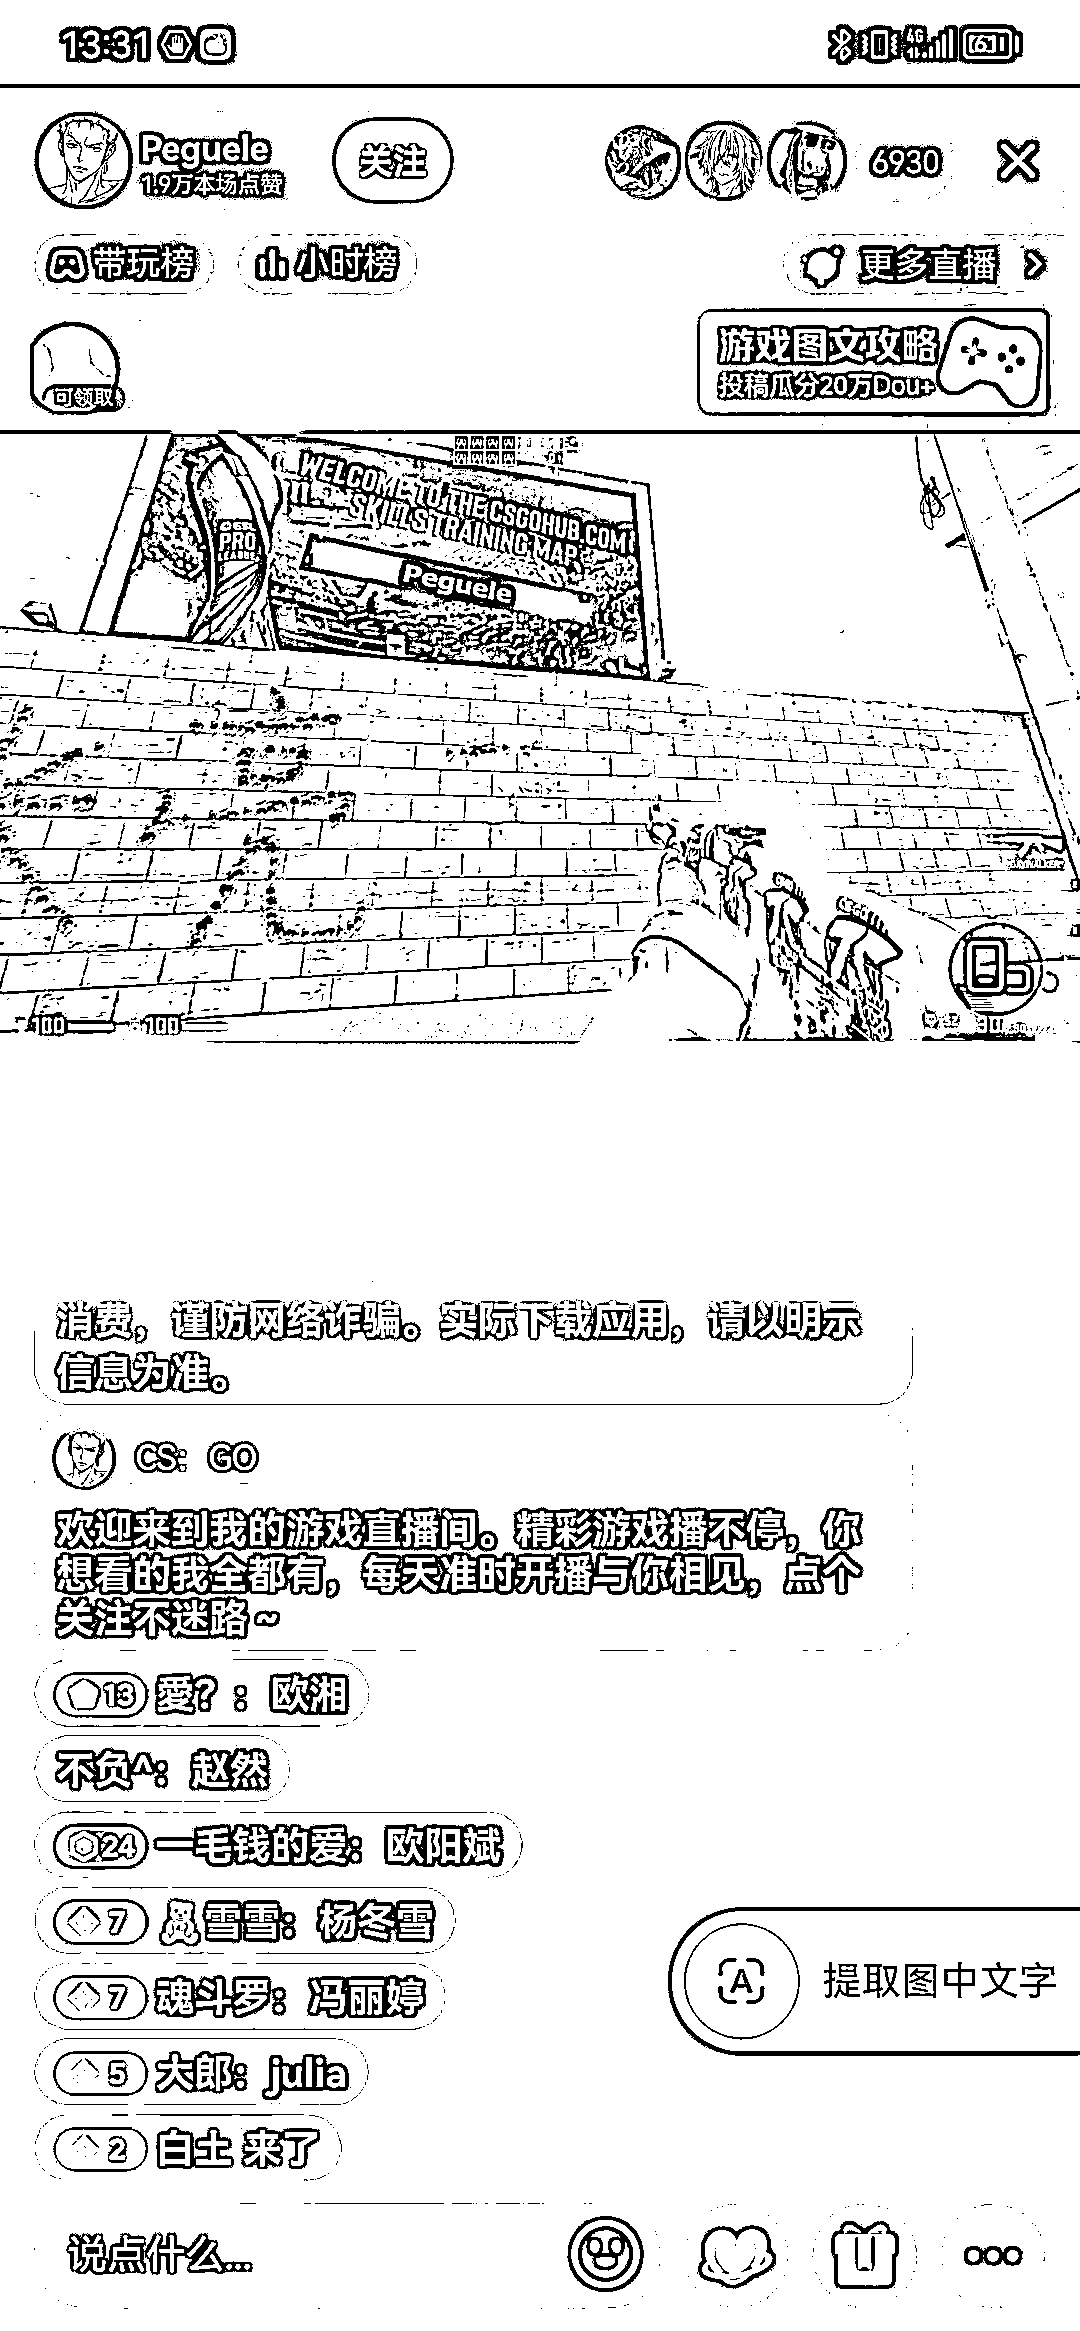 13:31
4G
61
Peguele
1.9万本场点赞
关注
6930
带玩榜
小时榜
更多直播
可领取
游戏图文攻略
投稿瓜分20万Dou+
WELCOME TO THE CSGOHUB.COM
SKILLS TRAINING MAP
PRO
Peguele
100
100
消费，谨防网络诈骗。实际下载应用，请以明示
信息为准。
CS：GO
欢迎来到我的游戏直播间。精彩游戏播不停，你
想看的我全都有，每天准时开播与你相见，点个
关注不迷路~
13 愛？：欧湘
不负^：赵然
24 一毛钱的爱：欧阳斌
7 雪雪：杨冬雪
7 魂斗罗：冯丽婷
提取图中文字
5 大郎：julia
2 白土 来了
说点什么...